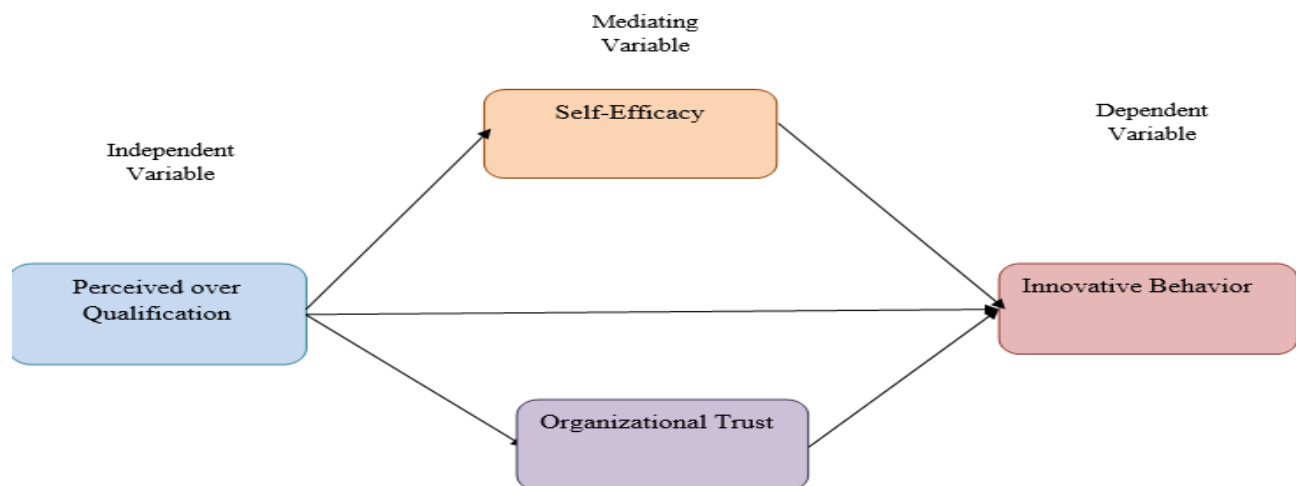 Mediating
Variable
Self-Efficacy
Dependent
Variable
Independent
Variable
Perceived over
Qualification
Innovative Behavior
Organizational Trust